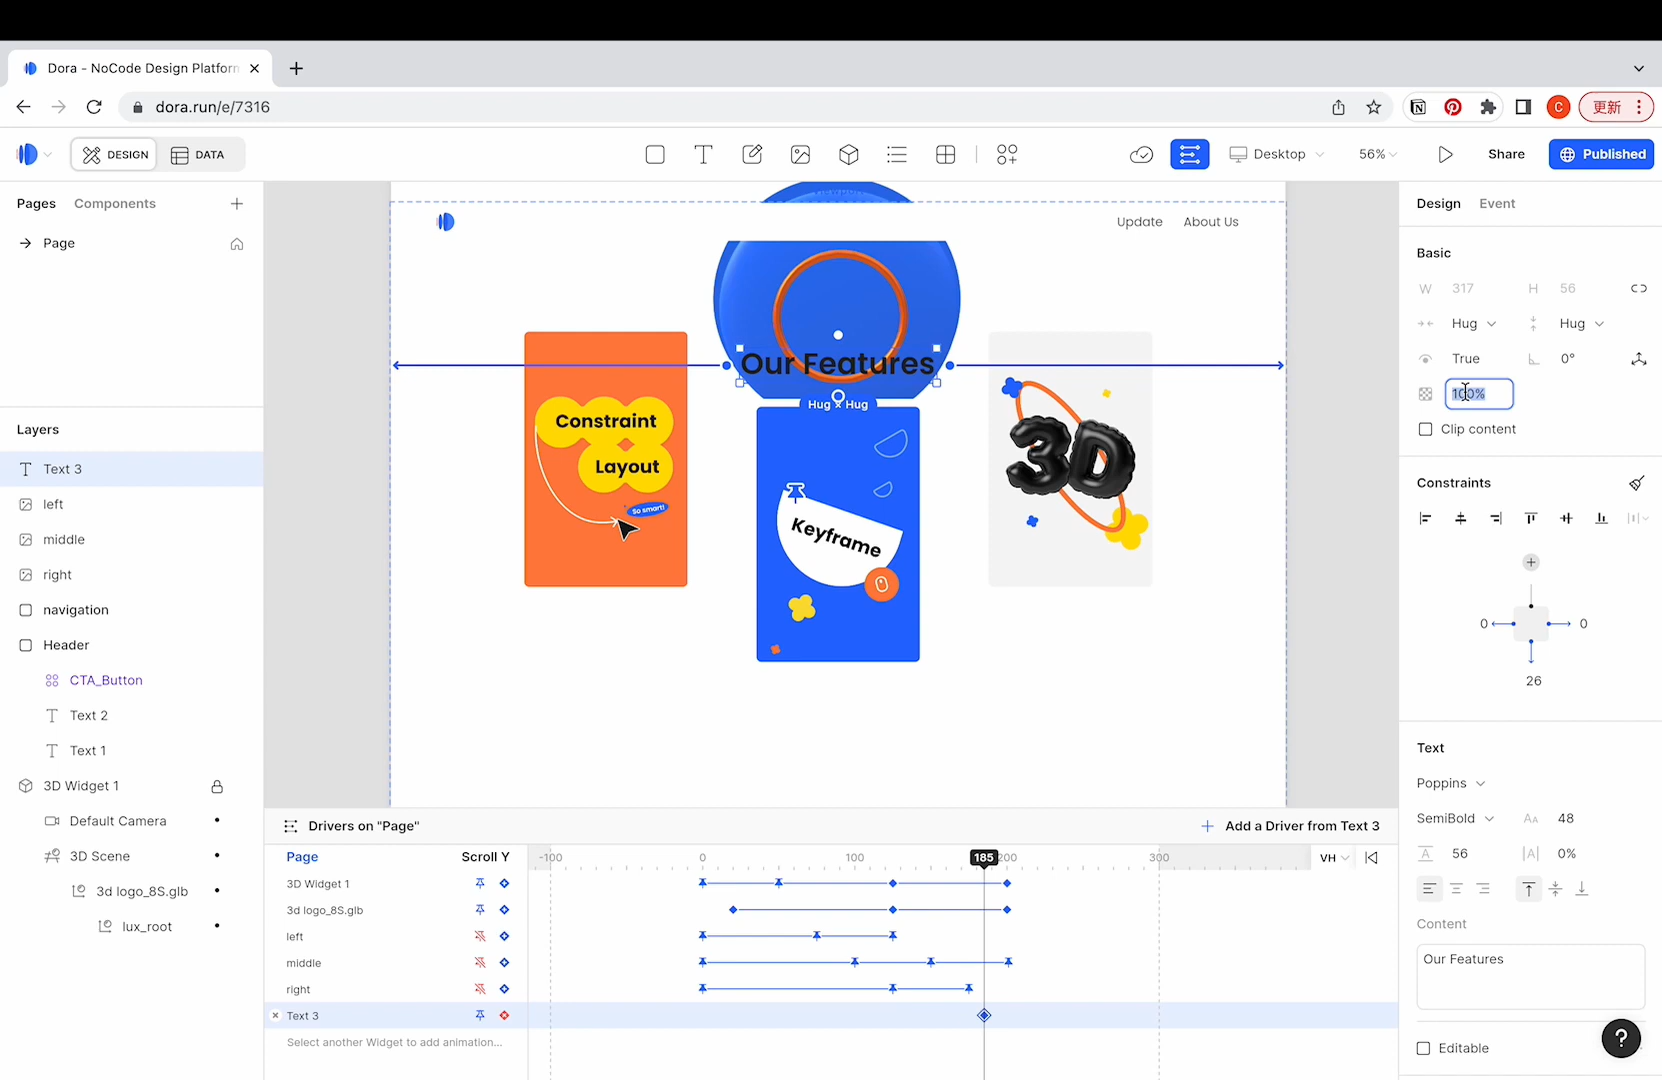 Dora - NoCode Design Platform
dora.run/e/7316
C
更新
DESIGN
DATA
Desktop
56%
Share
Published
Pages
Components
Page
Layers
Text 3
left
middle
right
navigation
Header
CTA_Button
Text 2
Text 1
3D Widget 1
Default Camera
3D Scene
3d logo_8S.glb
lux_root
Update
About Us
Our Features
Hug × Hug
Constraint
Layout
So smart!
Keyframe
3D
Drivers on "Page"
Add a Driver from Text 3
Page
Scroll Y
-100
0
100
185
200
300
VH
3D Widget 1
3d logo_8S.glb
left
middle
right
Text 3
Select another Widget to add animation...
Design
Event
Basic
W 317
H 56
Hug
Hug
True
0°
100%
Clip content
Constraints
0
0
26
Text
Poppins
SemiBold
48
56
0%
Content
Our Features
Editable
?